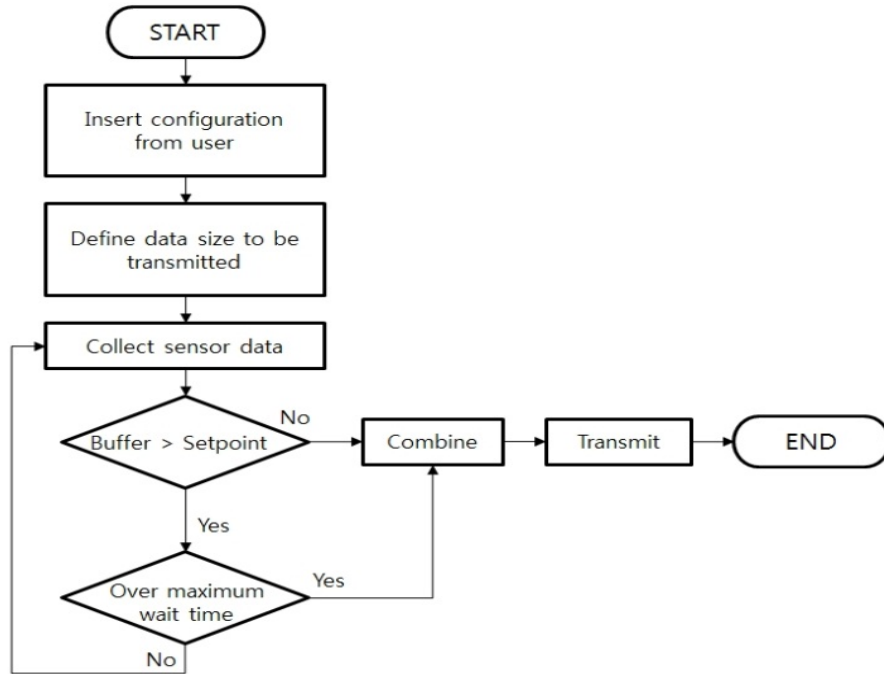 START
Insert configuration
from user
Define data size to be
transmitted
Collect sensor data
Buffer > Setpoint
No
Combine
Transmit
END
Yes
Over maximum
wait time
Yes
No